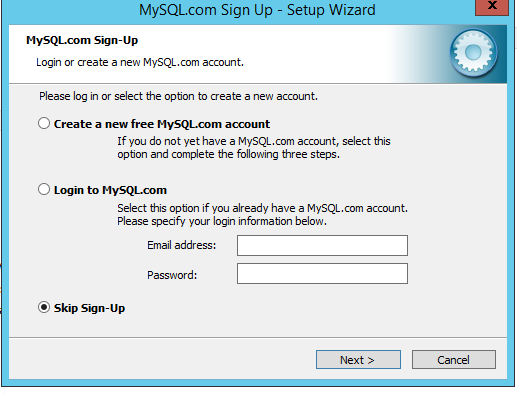 MySQL.com Sign Up - Setup Wizard
x
MySQL.com Sign-Up
Login or create a new MySQL.com account.
Please log in or select the option to create a new account.
Create a new free MySQL.com account
If you do not yet have a MySQL.com account, select this
option and complete the following three steps.
Login to MySQL.com
Select this option if you already have a MySQL.com account.
Please specify your login information below.
Email address:
Password:
Skip Sign-Up
Next >
Cancel